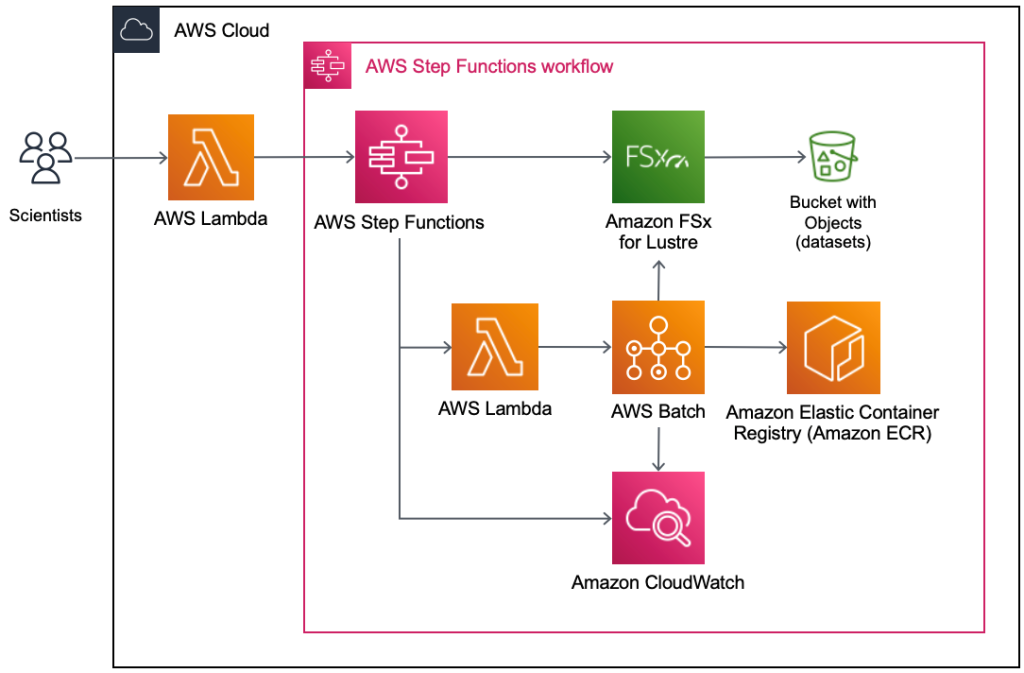 AWS Cloud
AWS Step Functions workflow
Scientists
AWS Lambda
AWS Step Functions
FSx
Amazon FSx
for Lustre
Bucket with
Objects
(datasets)
AWS Lambda
AWS Batch
Amazon Elastic Container
Registry (Amazon ECR)
Amazon CloudWatch